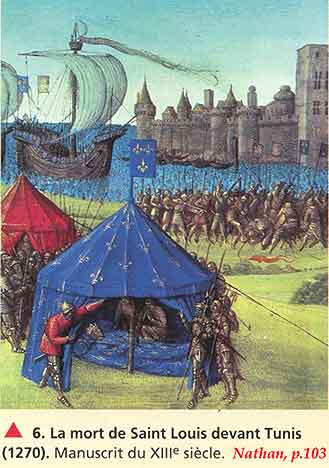 ▲ 6. La mort de Saint Louis devant Tunis
(1270). Manuscrit du XIIIe siècle. Nathan, p.103